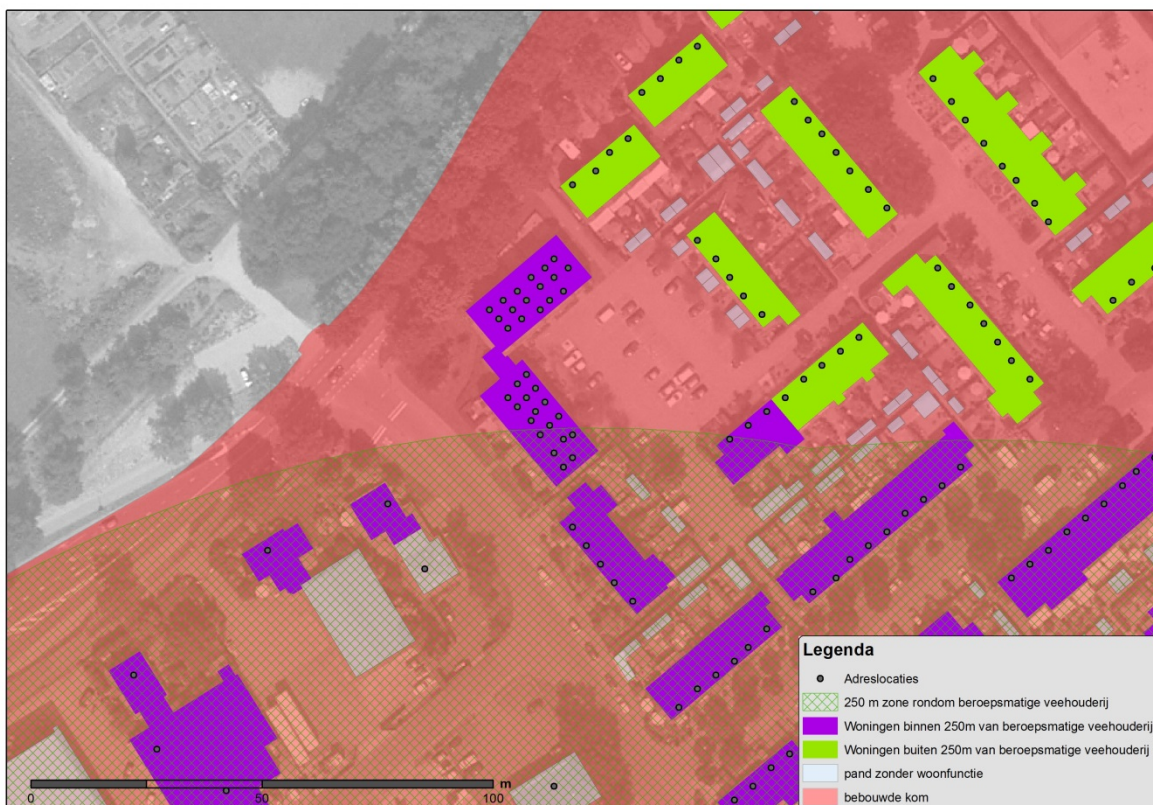 Legenda
Adreslocaties
250 m zone rondom beroepsmatige veehouderij
Woningen binnen 250m van beroepsmatige veehouderij
Woningen buiten 250m van beroepsmatige veehouderij
pand zonder woonfunctie
bebouwde kom
m
0 50 100